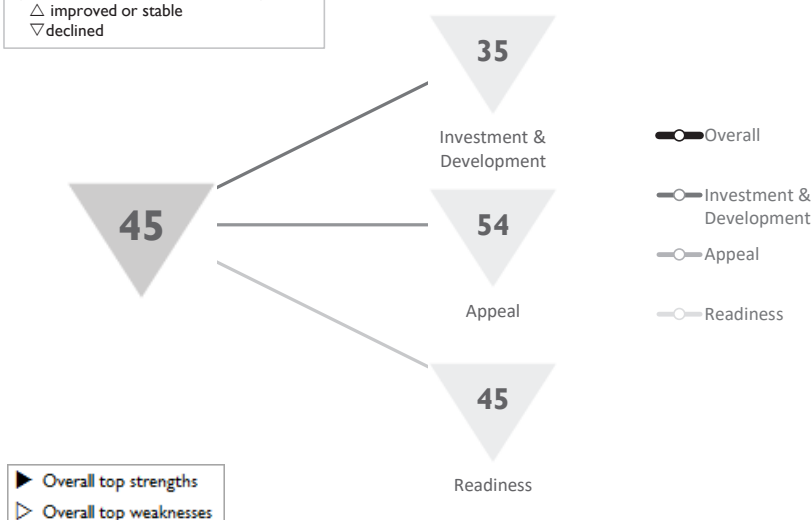 △ improved or stable
▽ declined
35
Investment &
Development
45
54
Appeal
45
Readiness
Overall
Investment &
Development
Appeal
Readiness
▶ Overall top strengths
▷ Overall top weaknesses